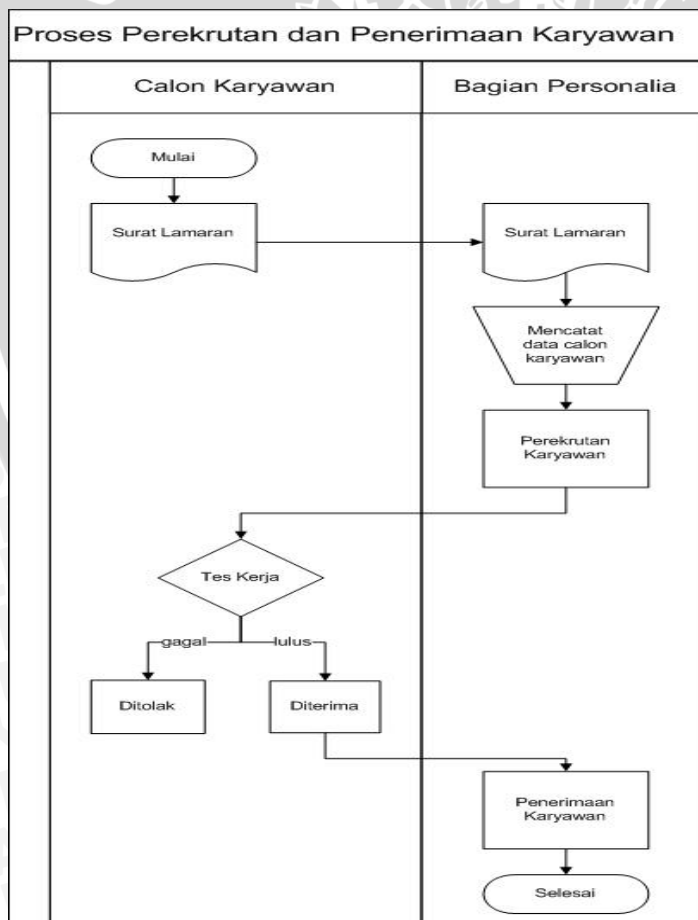 Proses Perekrutan dan Penerimaan Karyawan
Calon Karyawan
Bagian Personalia
Mulai
Surat Lamaran
Surat Lamaran
Mencatat
data calon
karyawan
Perekrutan
Karyawan
Tes Kerja
gagal
lulus
Ditolak
Diterima
Penerimaan
Karyawan
Selesai